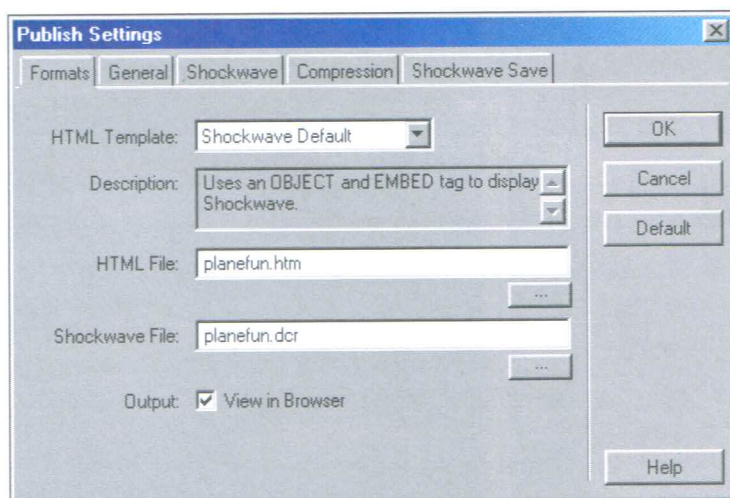 Publish Settings
Formats General Shockwave Compression Shockwave Save
HTML Template: Shockwave Default
Description: Uses an OBJECT and EMBED tag to display Shockwave.
HTML File: planefun.htm
...
Shockwave File: planefun.dcr
...
Output: View in Browser
OK
Cancel
Default
Help